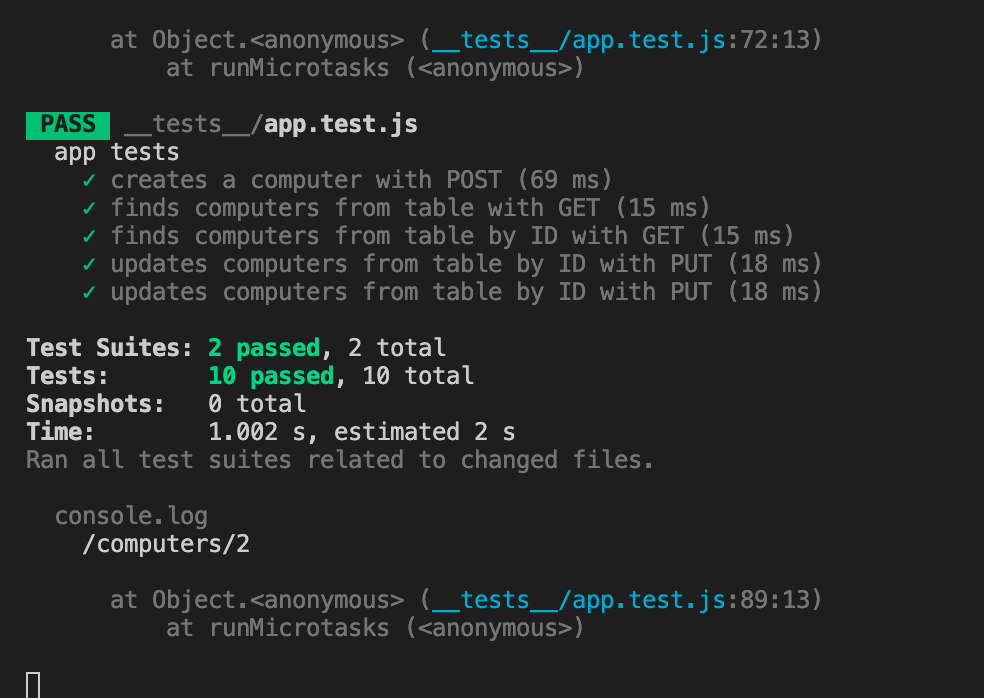 at Object.<anonymous> (__tests__/app.test.js:72:13)
at runMicrotasks (<anonymous>)
PASS __tests__/app.test.js
app tests
✓ creates a computer with POST (69 ms)
✓ finds computers from table with GET (15 ms)
✓ finds computers from table by ID with GET (15 ms)
✓ updates computers from table by ID with PUT (18 ms)
✓ updates computers from table by ID with PUT (18 ms)
Test Suites: 2 passed, 2 total
Tests: 10 passed, 10 total
Snapshots: 0 total
Time: 1.002 s, estimated 2 s
Ran all test suites related to changed files.
console.log
/computers/2
at Object.<anonymous> (__tests__/app.test.js:89:13)
at runMicrotasks (<anonymous>)